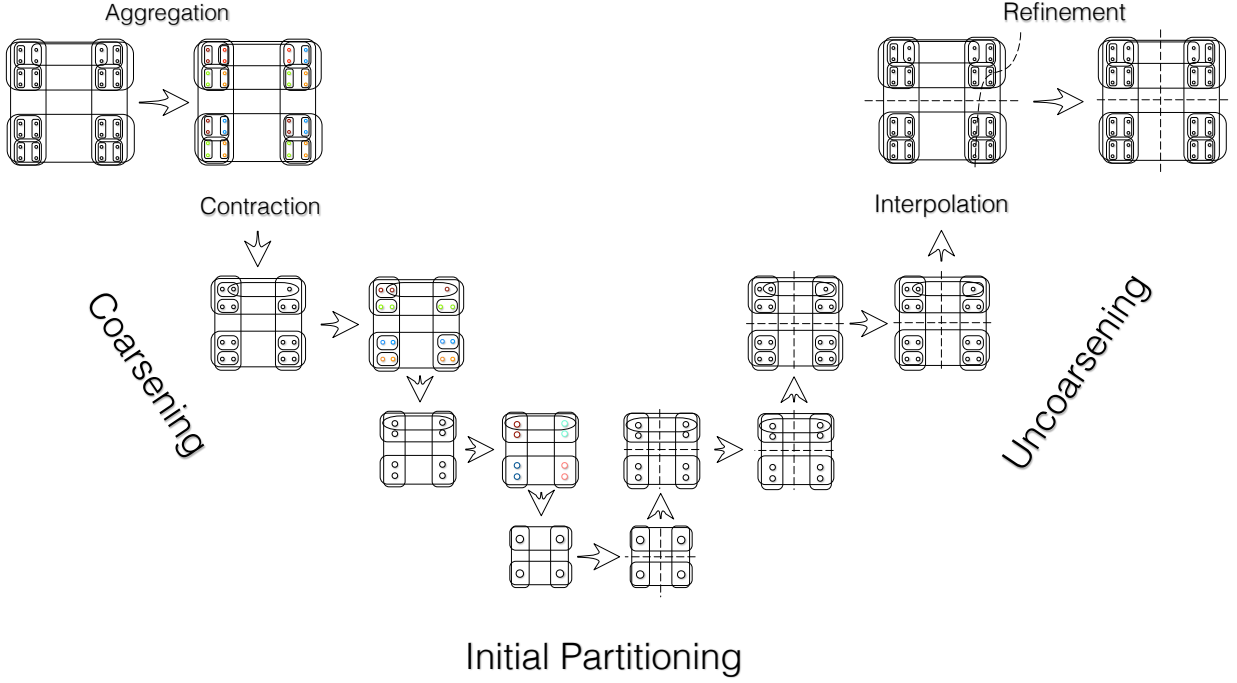 Aggregation
Refinement
Contraction
Interpolation
Coarsening
Uncoarsening
Initial Partitioning